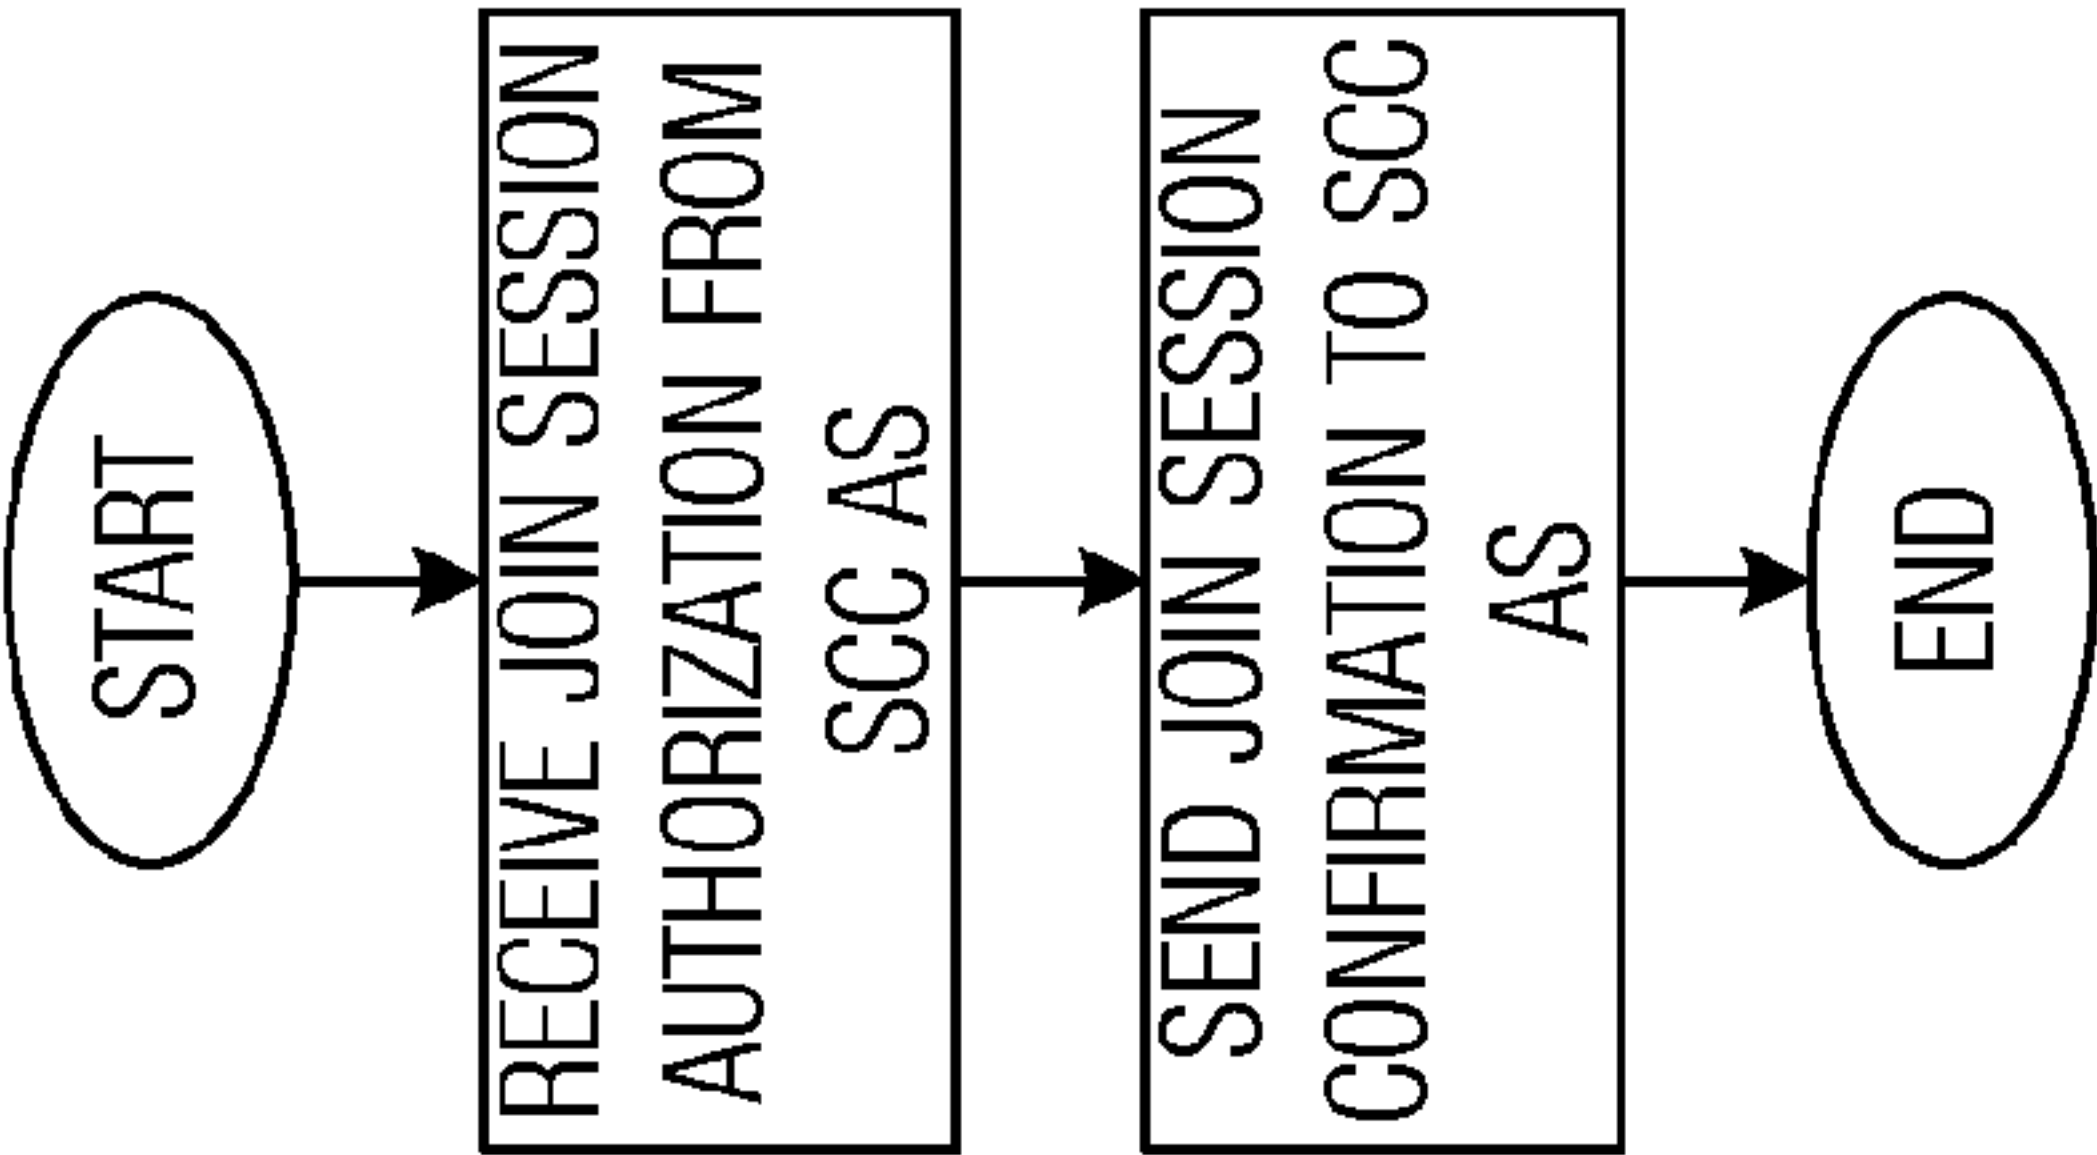 START
RECEIVE JOIN SESSION
AUTHORIZATION FROM
SCC AS
SEND JOIN SESSION
CONFIRMATION TO SCC
AS
END